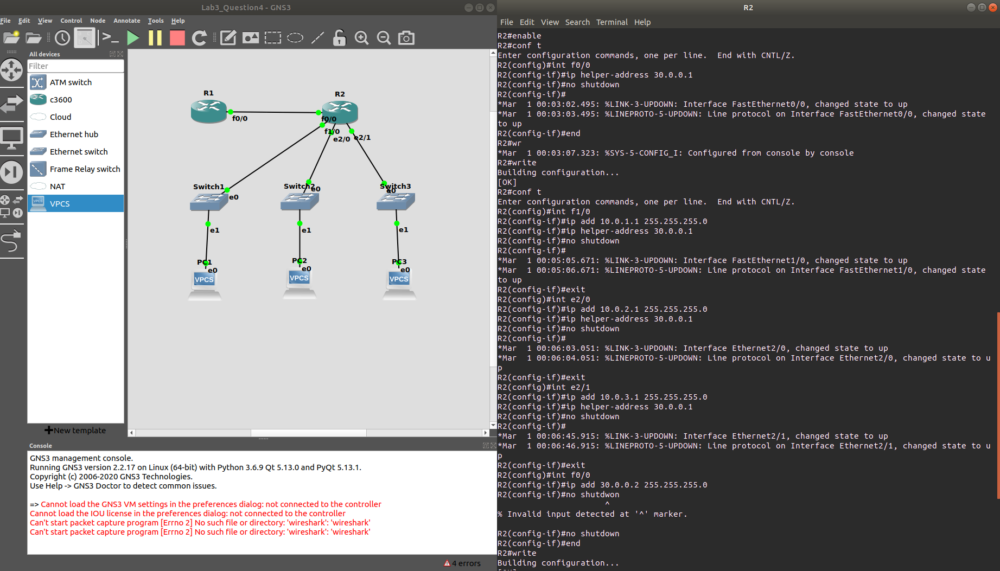 Lab3_Question4 - GNS3
File Edit View Control Node Annotate Tools Help
All devices
Filter
ATM switch
c3600
Cloud
Ethernet hub
Ethernet switch
Frame Relay switch
NAT
VPCS
New template
R1
R2
f0/0
f0/0
f1/0
e2/0
e2/1
Switch1
e0
Switch2
e0
Switch3
e0
e1
e1
e1
PC1
e0
PC2
e0
PC3
e0
VPCS
VPCS
VPCS
Console
GNS3 management console.
Running GNS3 version 2.2.17 on Linux (64-bit) with Python 3.6.9 Qt 5.13.0 and PyQt 5.13.1.
Copyright (c) 2006-2020 GNS3 Technologies.
Use Help -> GNS3 Doctor to detect common issues.
=> Cannot load the GNS3 VM settings in the preferences dialog: not connected to the controller
Cannot load the IOU license in the preferences dialog: not connected to the controller
Can't start packet capture program [Errno 2] No such file or directory: 'wireshark': 'wireshark'
Can't start packet capture program [Errno 2] No such file or directory: 'wireshark': 'wireshark'
4 errors
R2
File Edit View Search Terminal Help
R2#enable
R2#conf t
Enter configuration commands, one per line.  End with CNTL/Z.
R2(config)#int f0/0
R2(config-if)#ip helper-address 30.0.0.1
R2(config-if)#no shutdown
R2(config-if)#
*Mar  1 00:03:02.495: %LINK-3-UPDOWN: Interface FastEthernet0/0, changed state to up
*Mar  1 00:03:03.495: %LINEPROTO-5-UPDOWN: Line protocol on Interface FastEthernet0/0, changed state
to up
R2(config-if)#end
R2#wr
*Mar  1 00:03:07.323: %SYS-5-CONFIG_I: Configured from console by console
R2#write
Building configuration...
[OK]
R2#conf t
Enter configuration commands, one per line.  End with CNTL/Z.
R2(config)#int f1/0
R2(config-if)#ip add 10.0.1.1 255.255.255.0
R2(config-if)#ip helper-address 30.0.0.1
R2(config-if)#no shutdown
R2(config-if)#
*Mar  1 00:05:05.671: %LINK-3-UPDOWN: Interface FastEthernet1/0, changed state to up
*Mar  1 00:05:06.671: %LINEPROTO-5-UPDOWN: Line protocol on Interface FastEthernet1/0, changed state
to up
R2(config-if)#exit
R2(config)#int e2/0
R2(config-if)#ip add 10.0.2.1 255.255.255.0
R2(config-if)#ip helper-address 30.0.0.1
R2(config-if)#no shutdown
R2(config-if)#
*Mar  1 00:06:03.051: %LINK-3-UPDOWN: Interface Ethernet2/0, changed state to up
*Mar  1 00:06:04.051: %LINEPROTO-5-UPDOWN: Line protocol on Interface Ethernet2/0, changed state to u
p
R2(config-if)#exit
R2(config)#int e2/1
R2(config-if)#ip add 10.0.3.1 255.255.255.0
R2(config-if)#ip helper-address 30.0.0.1
R2(config-if)#no shutdown
R2(config-if)#
*Mar  1 00:06:45.915: %LINK-3-UPDOWN: Interface Ethernet2/1, changed state to up
*Mar  1 00:06:46.915: %LINEPROTO-5-UPDOWN: Line protocol on Interface Ethernet2/1, changed state to u
p
R2(config-if)#exit
R2(config)#int f0/0
R2(config-if)#ip add 30.0.0.2 255.255.255.0
R2(config-if)#no shutdwon
^
% Invalid input detected at '^' marker.
R2(config-if)#no shutdown
R2(config-if)#end
R2#write
Building configuration...